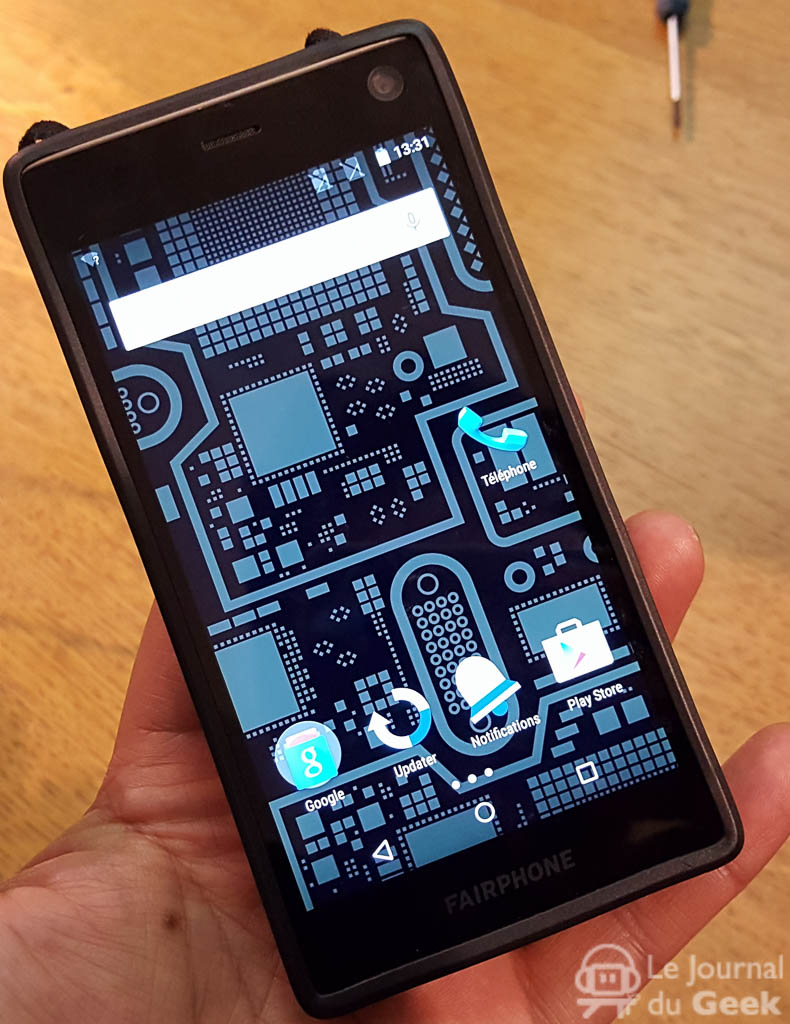 13:31
?
Téléphone
Play Store
Notifications
Updater
g
Google
FAIRPHONE
Le Journal
du Geek